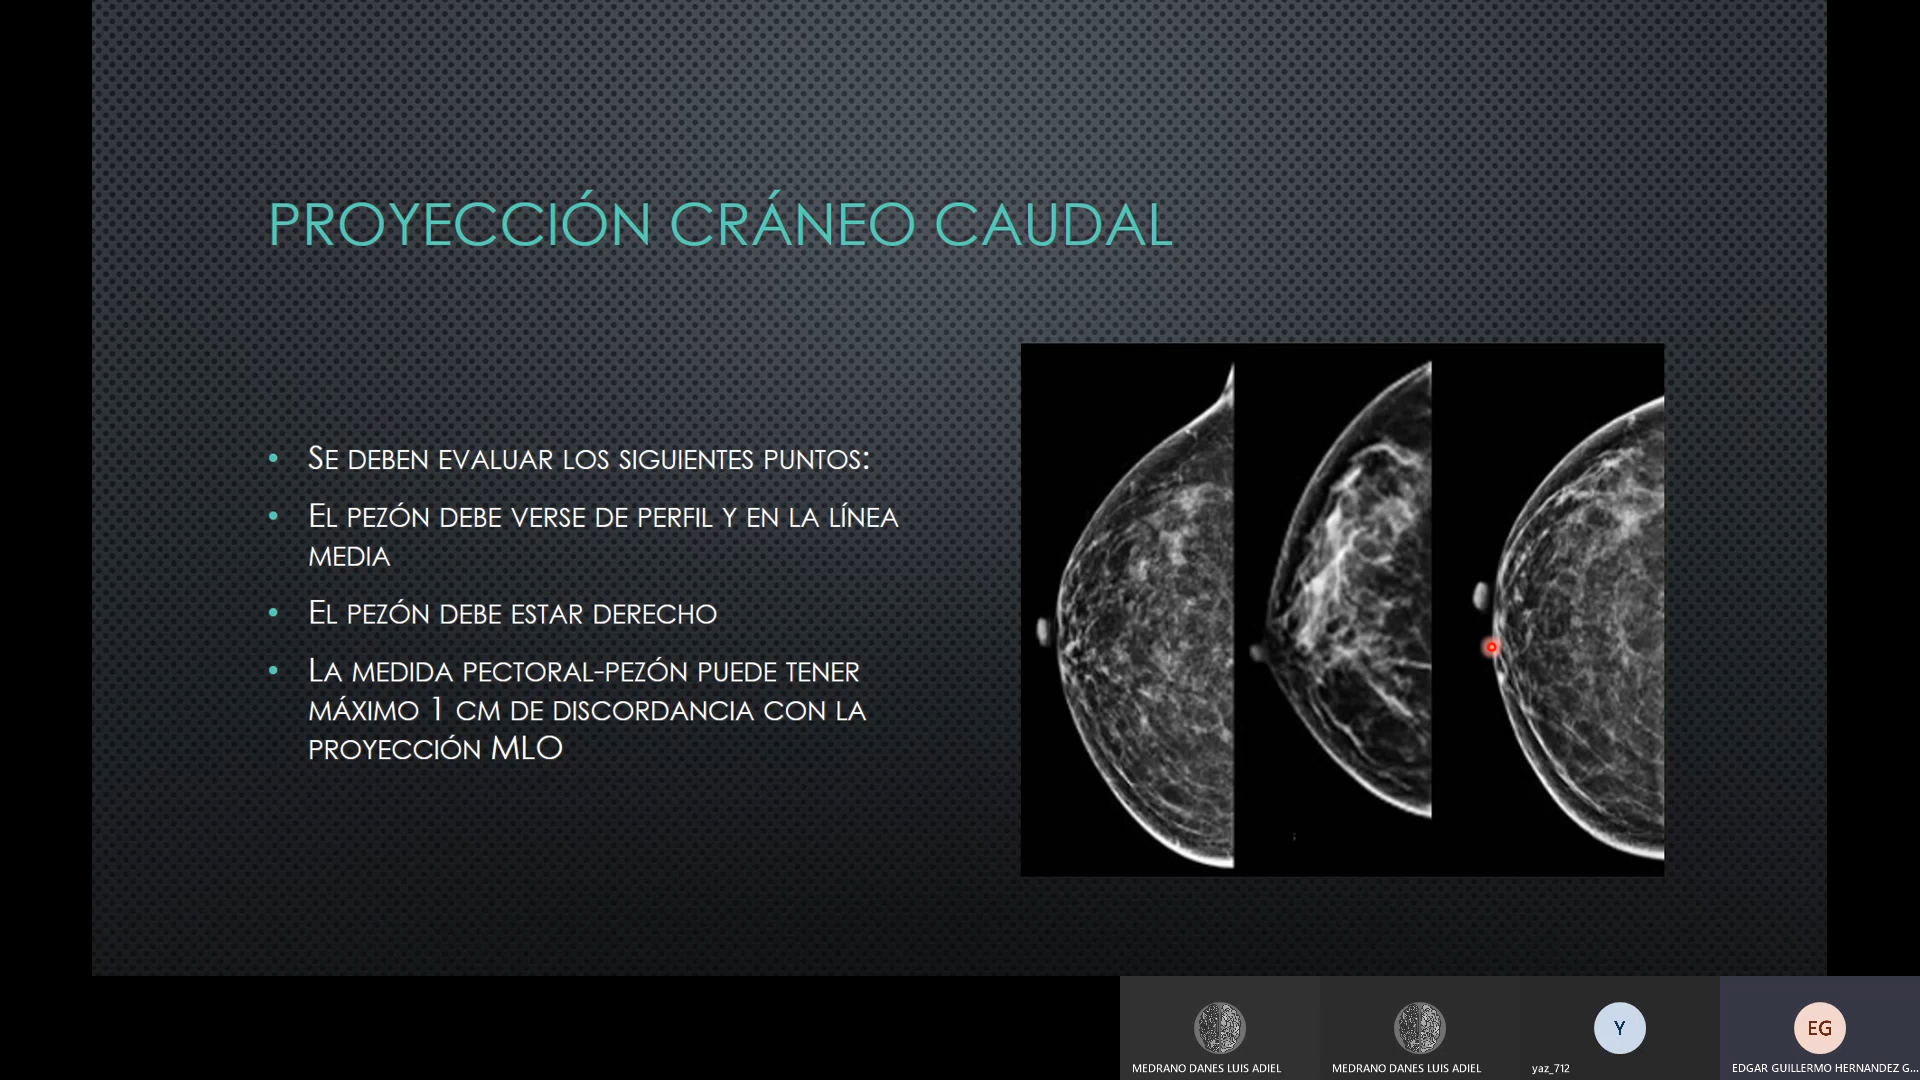 PROYECCIÓN CRÁNEO CAUDAL
• SE DEBEN EVALUAR LOS SIGUIENTES PUNTOS:
• EL PEZÓN DEBE VERSE DE PERFIL Y EN LA LÍNEA
MEDIA
• EL PEZÓN DEBE ESTAR DERECHO
• LA MEDIDA PECTORAL-PEZÓN PUEDE TENER
MÁXIMO 1 CM DE DISCORDANCIA CON LA
PROYECCIÓN MLO
Y
EG
MEDRANO DANES LUIS ADIEL
MEDRANO DANES LUIS ADIEL
yaz_712
EDGAR GUILLERMO HERNANDEZ G...